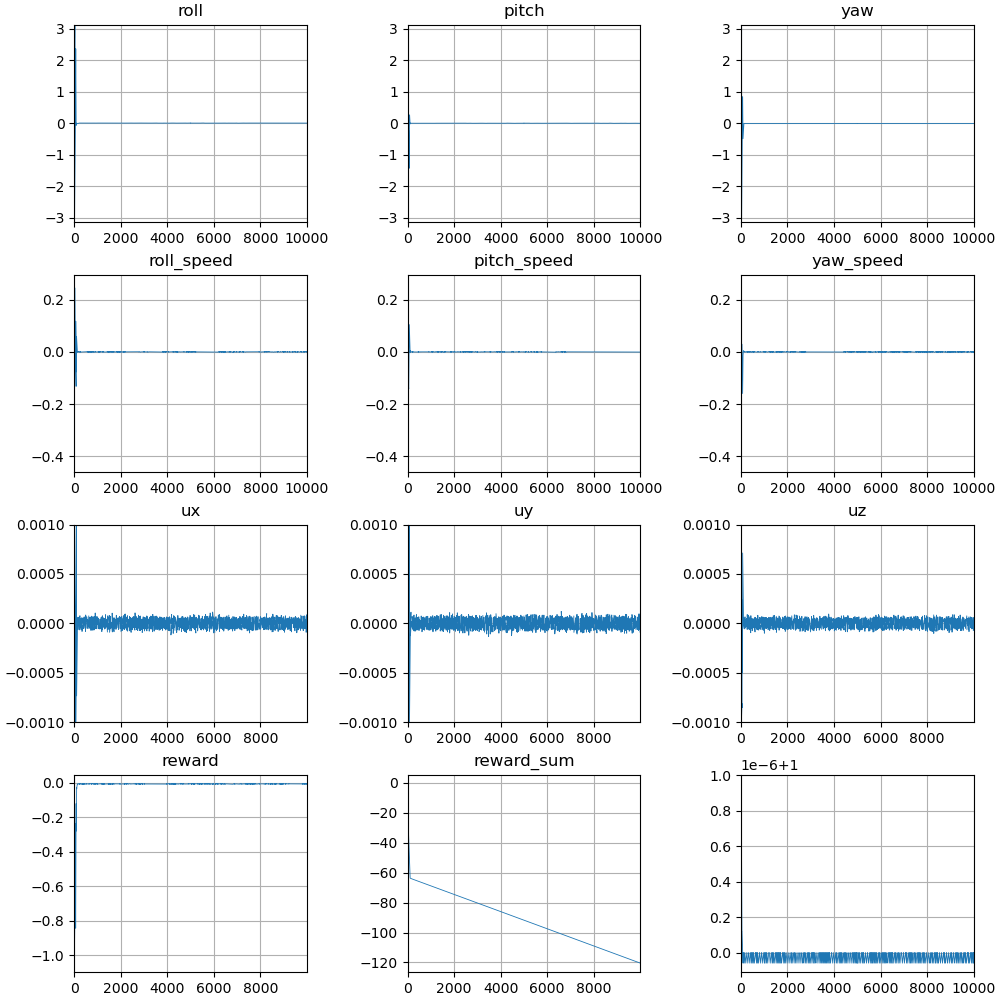 roll pitch yaw
3 3 3
2 2 2
1 1 1
0 0 0
−1 −1 −1
−2 −2 −2
−3 −3 −3
0 2000 4000 6000 8000 10000 0 2000 4000 6000 8000 10000 0 2000 4000 6000 8000 10000
roll_speed pitch_speed yaw_speed
0.2 0.2 0.2
0.0 0.0 0.0
−0.2 −0.2 −0.2
−0.4 −0.4 −0.4
0 2000 4000 6000 8000 10000 0 2000 4000 6000 8000 10000 0 2000 4000 6000 8000 10000
ux uy uz
0.0010 0.0010 0.0010
0.0005 0.0005 0.0005
0.0000 0.0000 0.0000
−0.0005 −0.0005 −0.0005
−0.0010 −0.0010 −0.0010
0 2000 4000 6000 8000 0 2000 4000 6000 8000 0 2000 4000 6000 8000
reward reward_sum
1e−6+1
0.0 0 1.0
−0.2 −20 0.8
−0.4 −40 0.6
−0.6 −60 0.4
−0.8 −80 0.2
−1.0 −100 0.0
−120
0 2000 4000 6000 8000 0 2000 4000 6000 8000 0 2000 4000 6000 8000 10000